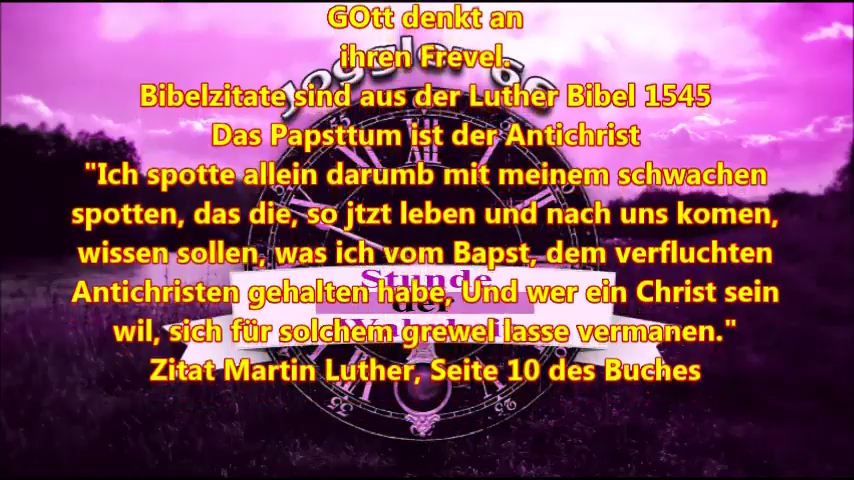 GOtt denkt an
ihren Frevel.
Joggler66
Bibelzitate sind aus der Luther Bibel 1545
Das Papsttum ist der Antichrist
"Ich spotte allein darumb mit meinem schwachen
spotten, das die, so jtzt leben und nach uns komen,
wissen sollen, was ich vom Bapst, dem verfluchten
Stunde
Antichristen gehalten habe, Und wer ein Christ sein
der
wil, sich für solchem grewel lasse vermanen."
Zitat Martin Luther, Seite 10 des Buches